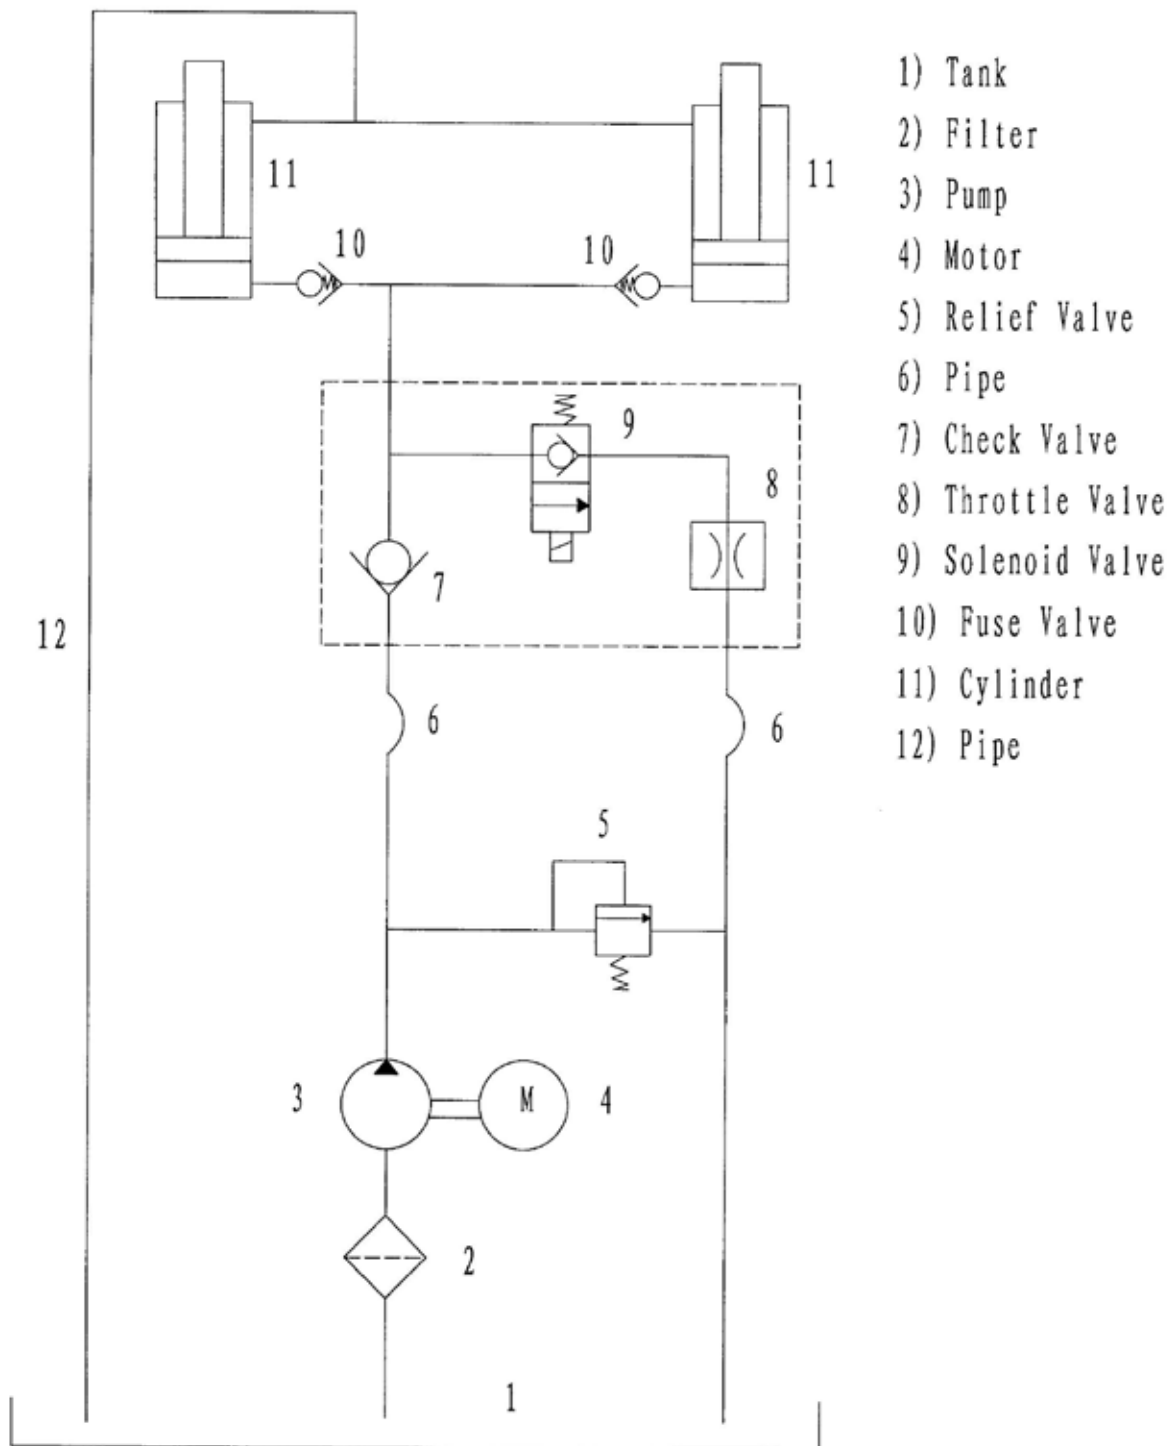 1) Tank
2) Filter
3) Pump
4) Motor
5) Relief Valve
6) Pipe
7) Check Valve
8) Throttle Valve
9) Solenoid Valve
10) Fuse Valve
11) Cylinder
12) Pipe
11
11
10
10
9
8
7
12
6
6
5
3
M
4
2
1